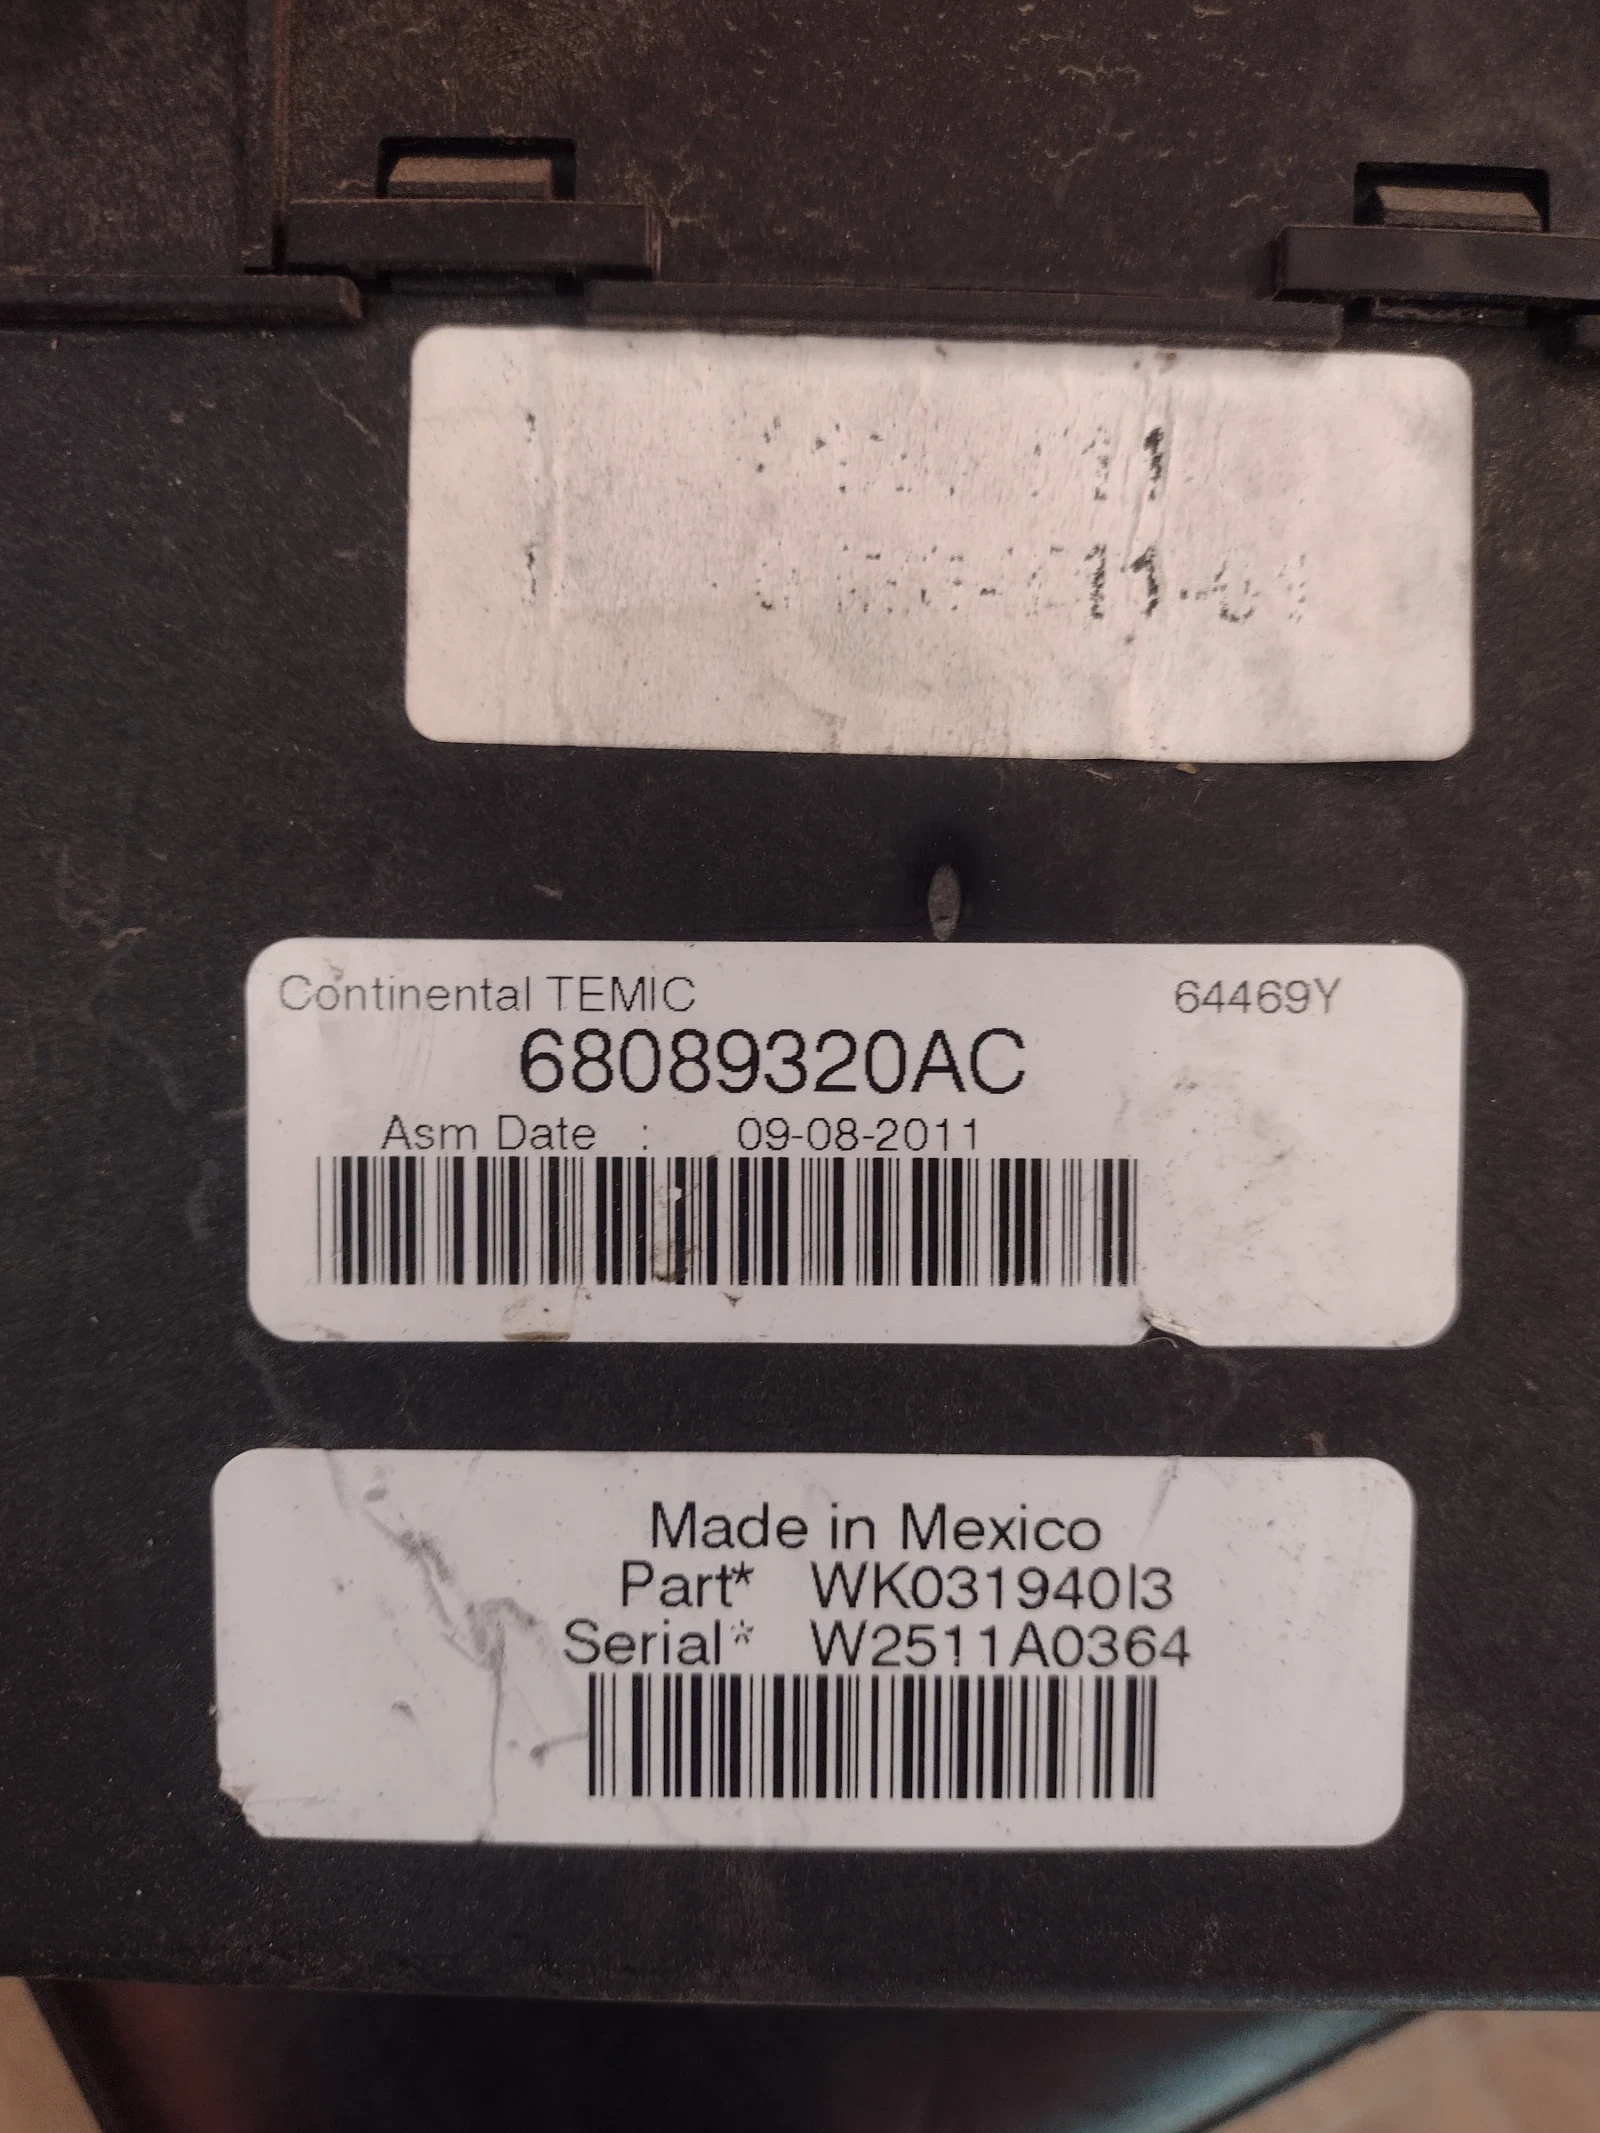 Continental TEMIC 64469Y
68089320AC
Asm Date : 09-08-2011
Made in Mexico
Part* WK031940I3
Serial* W2511A0364